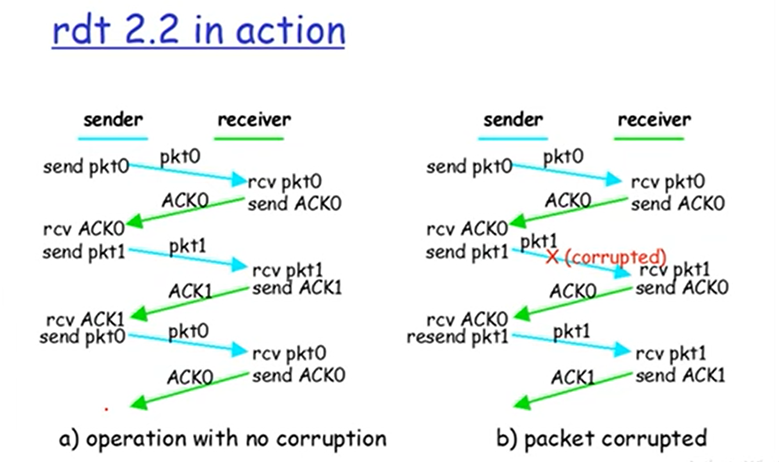 rdt 2.2 in action
sender receiver
send pkt0 pkt0
rcv pkt0
ACK0 send ACK0
rcv ACK0
send pkt1 pkt1
rcv pkt1
ACK1 send ACK1
rcv ACK1
send pkt0 pkt0
rcv pkt0
ACK0 send ACK0
a) operation with no corruption
sender receiver
send pkt0 pkt0
rcv pkt0
ACK0 send ACK0
rcv ACK0
send pkt1 pkt1
X (corrupted)
rcv pkt1
ACK0 send ACK0
rcv ACK0
resend pkt1 pkt1
rcv pkt1
ACK1 send ACK1
b) packet corrupted